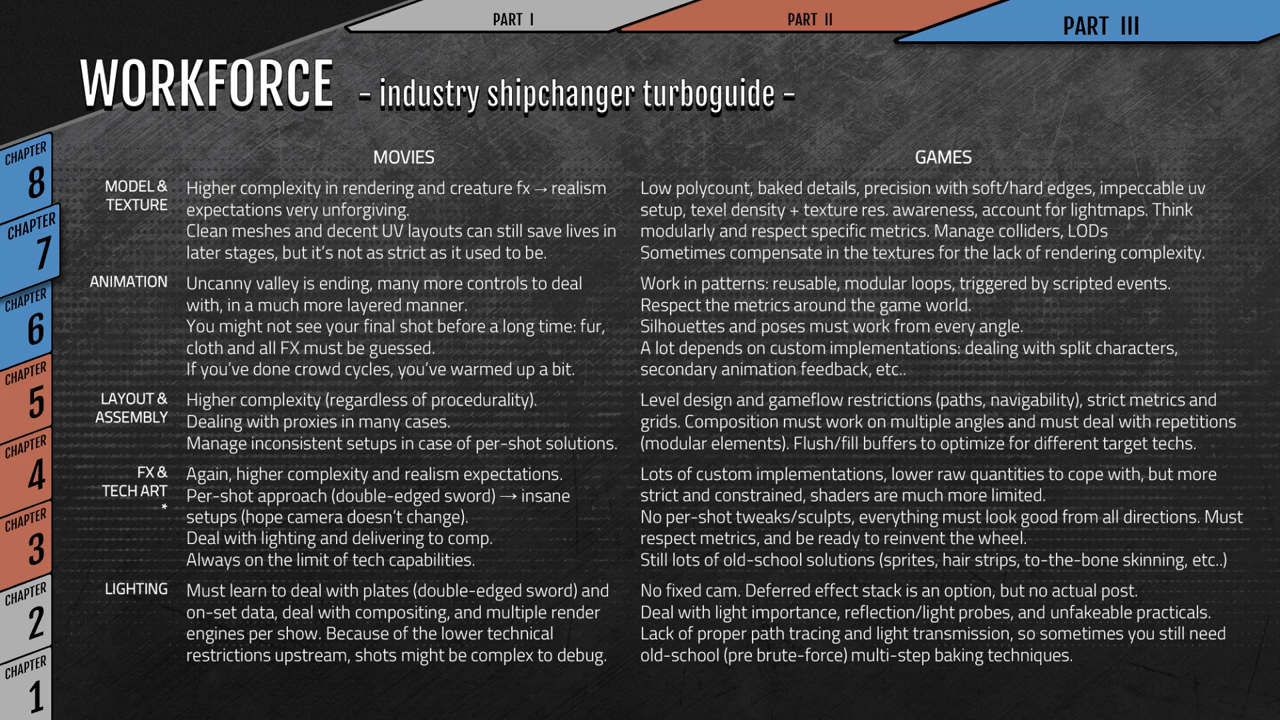 PART I
PART II
PART III
WORKFORCE – industry shipchanger turboguide –
CHAPTER
8
CHAPTER
7
CHAPTER
6
CHAPTER
5
CHAPTER
4
CHAPTER
3
CHAPTER
2
CHAPTER
1
MOVIES
GAMES
MODEL &
TEXTURE
Higher complexity in rendering and creature fx → realism
expectations very unforgiving.
Clean meshes and decent UV layouts can still save lives in
later stages, but it's not as strict as it used to be.
Low polycount, baked details, precision with soft/hard edges, impeccable uv
setup, texel density + texture res. awareness, account for lightmaps. Think
modularly and respect specific metrics. Manage colliders, LODs
Sometimes compensate in the textures for the lack of rendering complexity.
ANIMATION
Uncanny valley is ending, many more controls to deal
with, in a much more layered manner.
You might not see your final shot before a long time: fur,
cloth and all FX must be guessed.
If you've done crowd cycles, you've warmed up a bit.
Work in patterns: reusable, modular loops, triggered by scripted events.
Respect the metrics around the game world.
Silhouettes and poses must work from every angle.
A lot depends on custom implementations: dealing with split characters,
secondary animation feedback, etc..
LAYOUT &
ASSEMBLY
Higher complexity (regardless of procedurality).
Dealing with proxies in many cases.
Manage inconsistent setups in case of per-shot solutions.
Level design and gameflow restrictions (paths, navigability), strict metrics and
grids. Composition must work on multiple angles and must deal with repetitions
(modular elements). Flush/fill buffers to optimize for different target techs.
FX &
TECH ART
*
Again, higher complexity and realism expectations.
Per-shot approach (double-edged sword) → insane
setups (hope camera doesn't change).
Deal with lighting and delivering to comp.
Always on the limit of tech capabilities.
Lots of custom implementations, lower raw quantities to cope with, but more
strict and constrained, shaders are much more limited.
No per-shot tweaks/sculpts, everything must look good from all directions. Must
respect metrics, and be ready to reinvent the wheel.
Still lots of old-school solutions (sprites, hair strips, to-the-bone skinning, etc..)
LIGHTING
Must learn to deal with plates (double-edged sword) and
on-set data, deal with compositing, and multiple render
engines per show. Because of the lower technical
restrictions upstream, shots might be complex to debug.
No fixed cam. Deferred effect stack is an option, but no actual post.
Deal with light importance, reflection/light probes, and unfakeable practicals.
Lack of proper path tracing and light transmission, so sometimes you still need
old-school (pre brute-force) multi-step baking techniques.